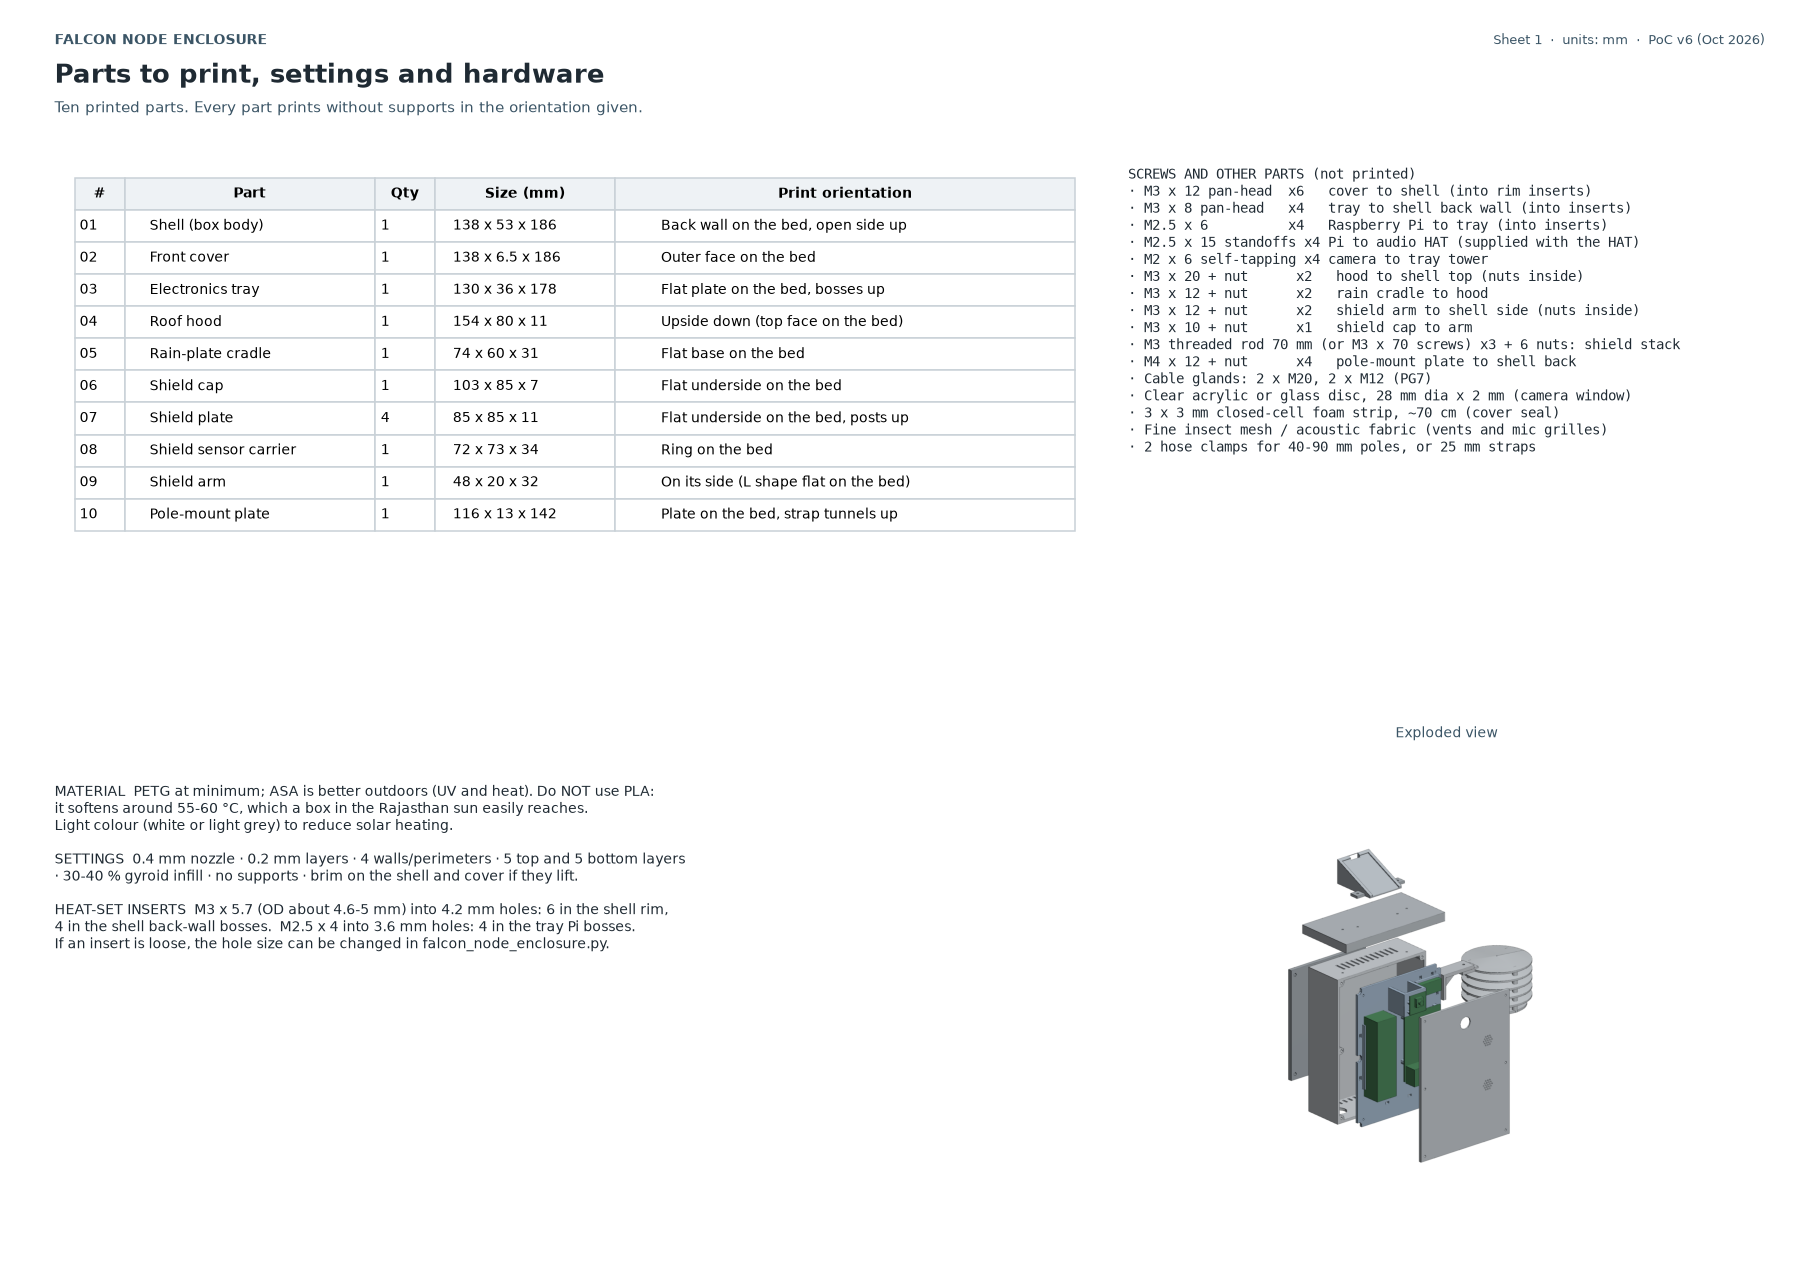 FALCON NODE ENCLOSURE
Sheet 1 · units: mm · PoC v6 (Oct 2026)
Parts to print, settings and hardware
Ten printed parts. Every part prints without supports in the orientation given.
# Part Qty Size (mm) Print orientation
01 Shell (box body) 1 138 x 53 x 186 Back wall on the bed, open side up
02 Front cover 1 138 x 6.5 x 186 Outer face on the bed
03 Electronics tray 1 130 x 36 x 178 Flat plate on the bed, bosses up
04 Roof hood 1 154 x 80 x 11 Upside down (top face on the bed)
05 Rain-plate cradle 1 74 x 60 x 31 Flat base on the bed
06 Shield cap 1 103 x 85 x 7 Flat underside on the bed
07 Shield plate 4 85 x 85 x 11 Flat underside on the bed, posts up
08 Shield sensor carrier 1 72 x 73 x 34 Ring on the bed
09 Shield arm 1 48 x 20 x 32 On its side (L shape flat on the bed)
10 Pole-mount plate 1 116 x 13 x 142 Plate on the bed, strap tunnels up
SCREWS AND OTHER PARTS (not printed)
· M3 x 12 pan-head x6 cover to shell (into rim inserts)
· M3 x 8 pan-head x4 tray to shell back wall (into inserts)
· M2.5 x 6 x4 Raspberry Pi to tray (into inserts)
· M2.5 x 15 standoffs x4 Pi to audio HAT (supplied with the HAT)
· M2 x 6 self-tapping x4 camera to tray tower
· M3 x 20 + nut x2 hood to shell top (nuts inside)
· M3 x 12 + nut x2 rain cradle to hood
· M3 x 12 + nut x2 shield arm to shell side (nuts inside)
· M3 x 10 + nut x1 shield cap to arm
· M3 threaded rod 70 mm (or M3 x 70 screws) x3 + 6 nuts: shield stack
· M4 x 12 + nut x4 pole-mount plate to shell back
· Cable glands: 2 x M20, 2 x M12 (PG7)
· Clear acrylic or glass disc, 28 mm dia x 2 mm (camera window)
· 3 x 3 mm closed-cell foam strip, ~70 cm (cover seal)
· Fine insect mesh / acoustic fabric (vents and mic grilles)
· 2 hose clamps for 40-90 mm poles, or 25 mm straps
Exploded view
MATERIAL PETG at minimum; ASA is better outdoors (UV and heat). Do NOT use PLA:
it softens around 55-60 °C, which a box in the Rajasthan sun easily reaches.
Light colour (white or light grey) to reduce solar heating.
SETTINGS 0.4 mm nozzle · 0.2 mm layers · 4 walls/perimeters · 5 top and 5 bottom layers
· 30-40 % gyroid infill · no supports · brim on the shell and cover if they lift.
HEAT-SET INSERTS M3 x 5.7 (OD about 4.6-5 mm) into 4.2 mm holes: 6 in the shell rim,
4 in the shell back-wall bosses. M2.5 x 4 into 3.6 mm holes: 4 in the tray Pi bosses.
If an insert is loose, the hole size can be changed in falcon_node_enclosure.py.